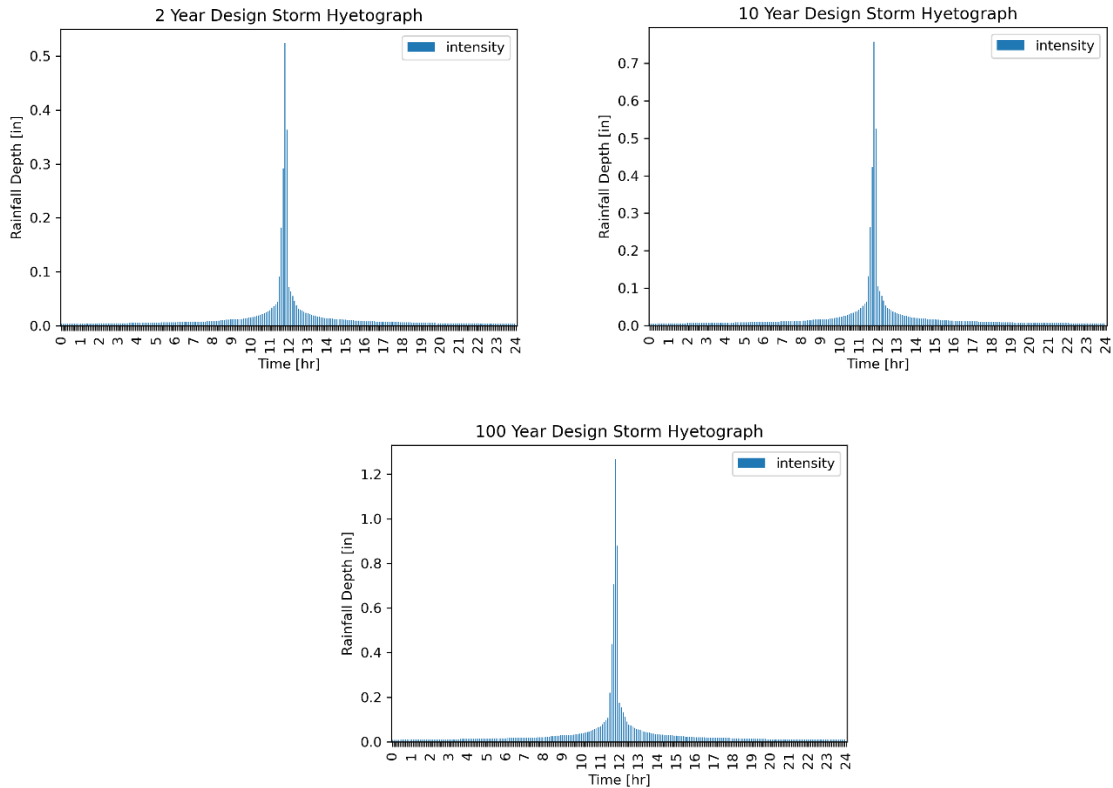 2 Year Design Storm Hyetograph
intensity
Rainfall Depth [in]
0.5
0.4
0.3
0.2
0.1
0.0
0 1 2 3 4 5 6 7 8 9 10 11 12 13 14 15 16 17 18 19 20 21 22 23 24
Time [hr]
10 Year Design Storm Hyetograph
intensity
Rainfall Depth [in]
0.7
0.6
0.5
0.4
0.3
0.2
0.1
0.0
0 1 2 3 4 5 6 7 8 9 10 11 12 13 14 15 16 17 18 19 20 21 22 23 24
Time [hr]
100 Year Design Storm Hyetograph
intensity
Rainfall Depth [in]
1.2
1.0
0.8
0.6
0.4
0.2
0.0
0 1 2 3 4 5 6 7 8 9 10 11 12 13 14 15 16 17 18 19 20 21 22 23 24
Time [hr]